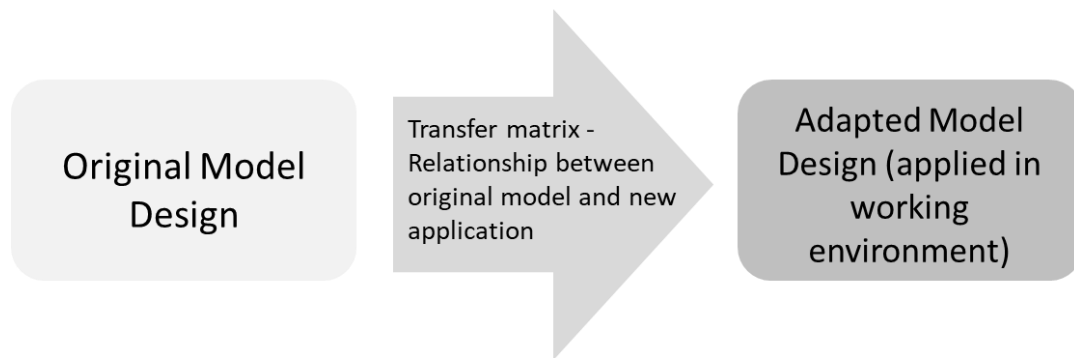 Original Model
Design
Transfer matrix -
Relationship between
original model and new
application
Adapted Model
Design (applied in
working
environment)